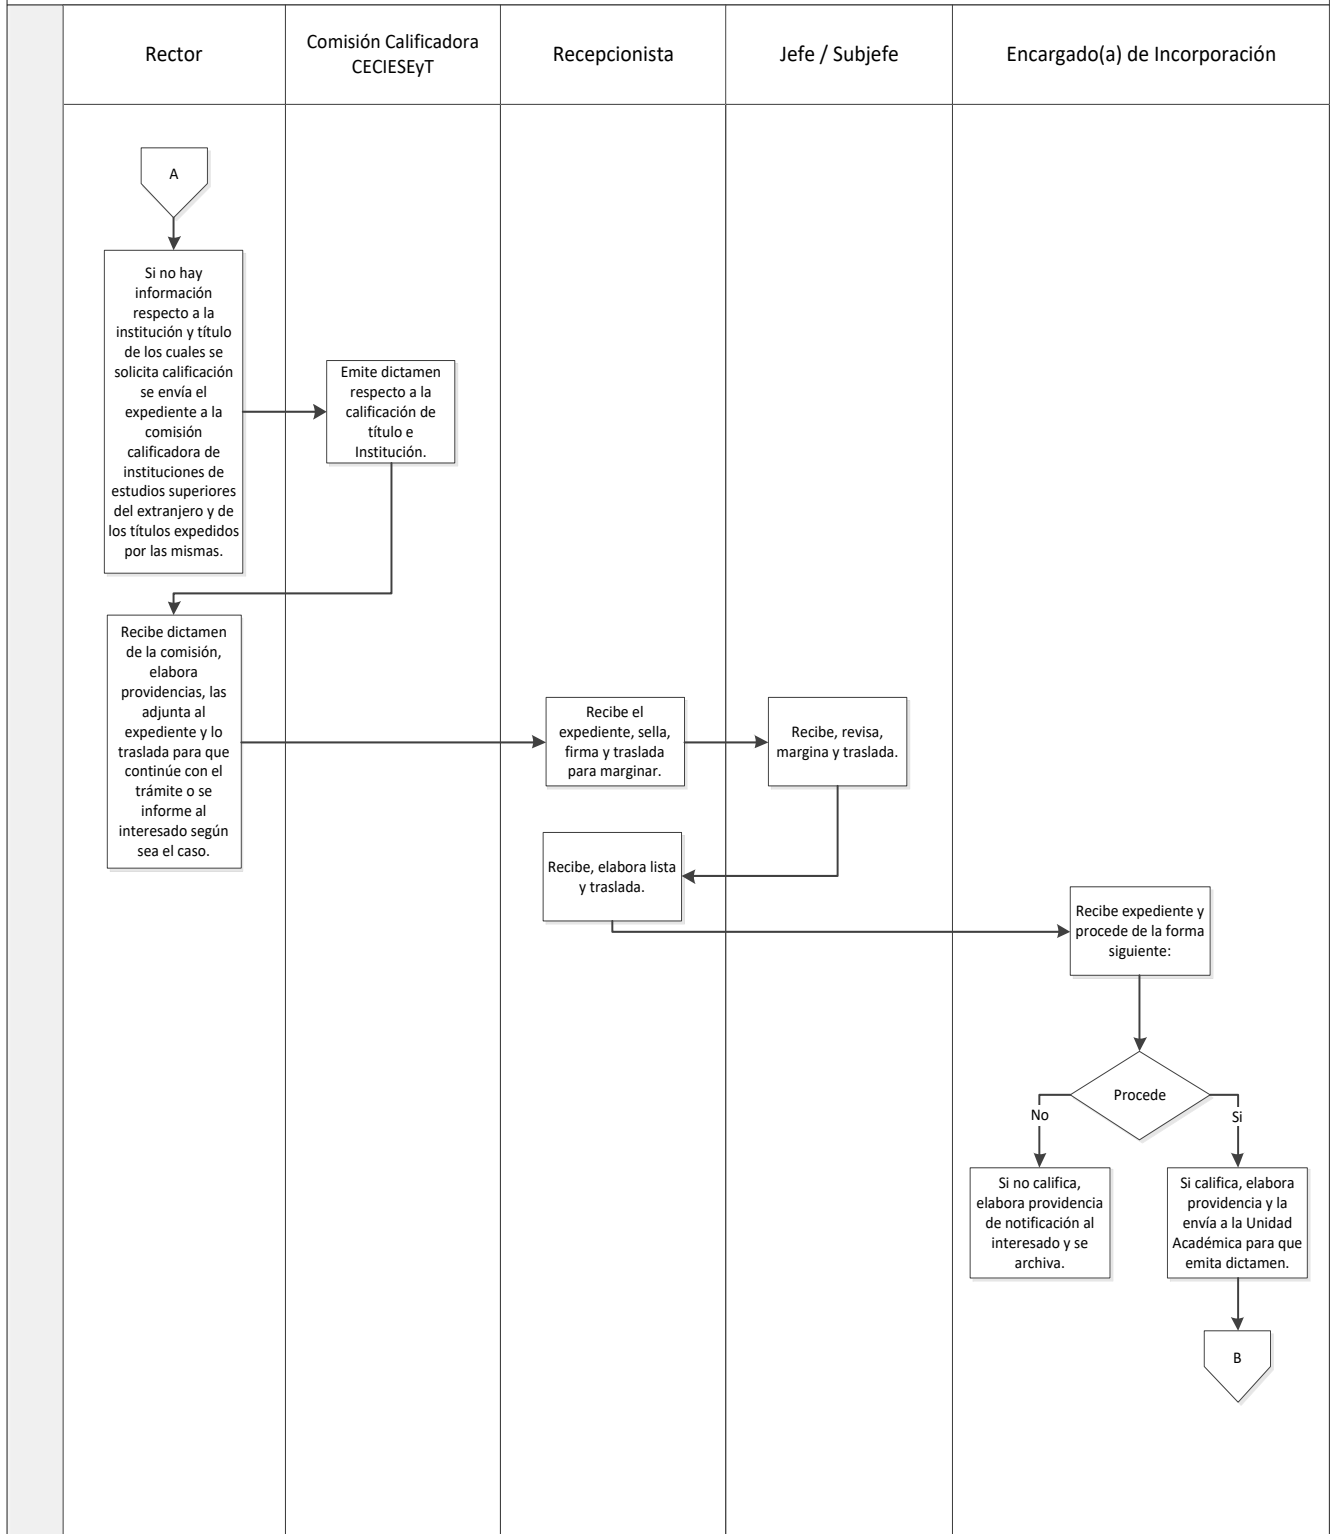 Rector
Comisión Calificadora
CECIESEyT
Recepcionista
Jefe / Subjefe
Encargado(a) de Incorporación
A
Si no hay
información
respecto a la
institución y título
de los cuales se
solicita calificación
se envía el
expediente a la
comisión
calificadora de
instituciones de
estudios superiores
del extranjero y de
los títulos expedidos
por las mismas.
Emite dictamen
respecto a la
calificación de
título e
Institución.
Recibe dictamen
de la comisión,
elabora
providencias, las
adjunta al
expediente y lo
traslada para que
continúe con el
trámite o se
informe al
interesado según
sea el caso.
Recibe el
expediente, sella,
firma y traslada
para marginar.
Recibe, revisa,
margina y traslada.
Recibe, elabora lista
y traslada.
Recibe expediente y
procede de la forma
siguiente:
Procede
No
Si
Si no califica,
elabora providencia
de notificación al
interesado y se
archiva.
Si califica, elabora
providencia y la
envía a la Unidad
Académica para que
emita dictamen.
B